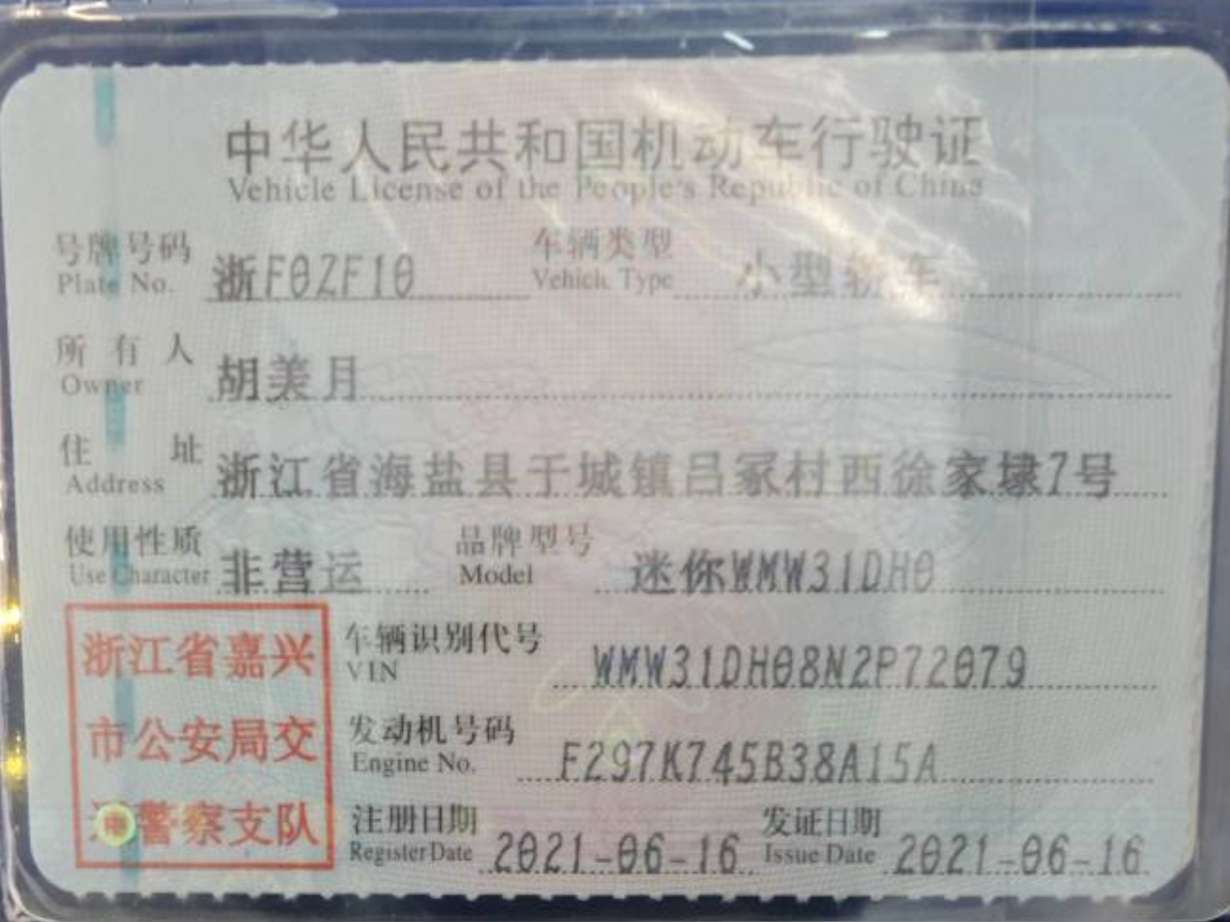 中华人民共和国机动车行驶证
Vehicle License of the People's Republic of China
号牌号码 浙F0ZF10 车辆类型 小型轿车
Plate No. Vehicle Type
所有人 胡美月
Owner
住址 浙江省海盐县于城镇吕冢村西徐家埭7号
Address
使用性质 非营运 品牌型号 迷你WMW31DH0
Use Character Model
浙江省嘉兴
市公安局交
通警察支队
车辆识别代号 WMW31DH08N2P72079
VIN
发动机号码 F297K745B38A15A
Engine No.
注册日期 2021-06-16 发证日期 2021-06-16
Register Date Issue Date